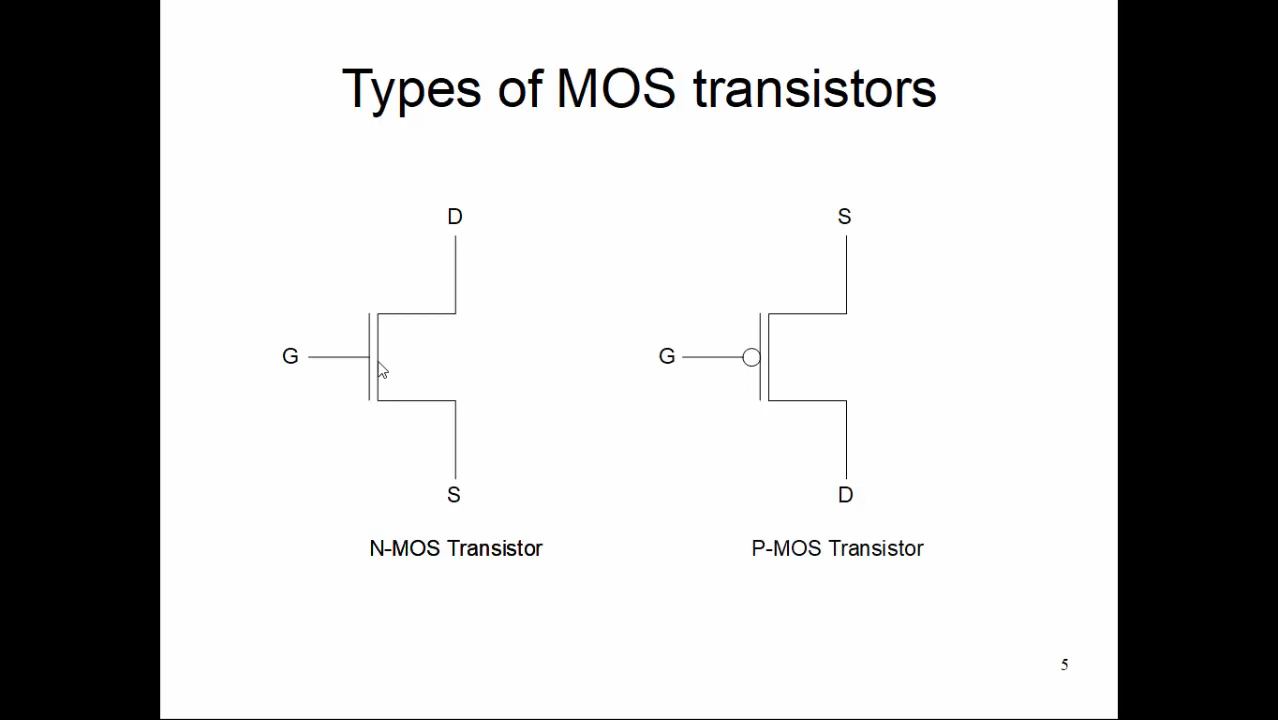 Types of MOS transistors
D
S
G
G
S
D
N-MOS Transistor
P-MOS Transistor
5